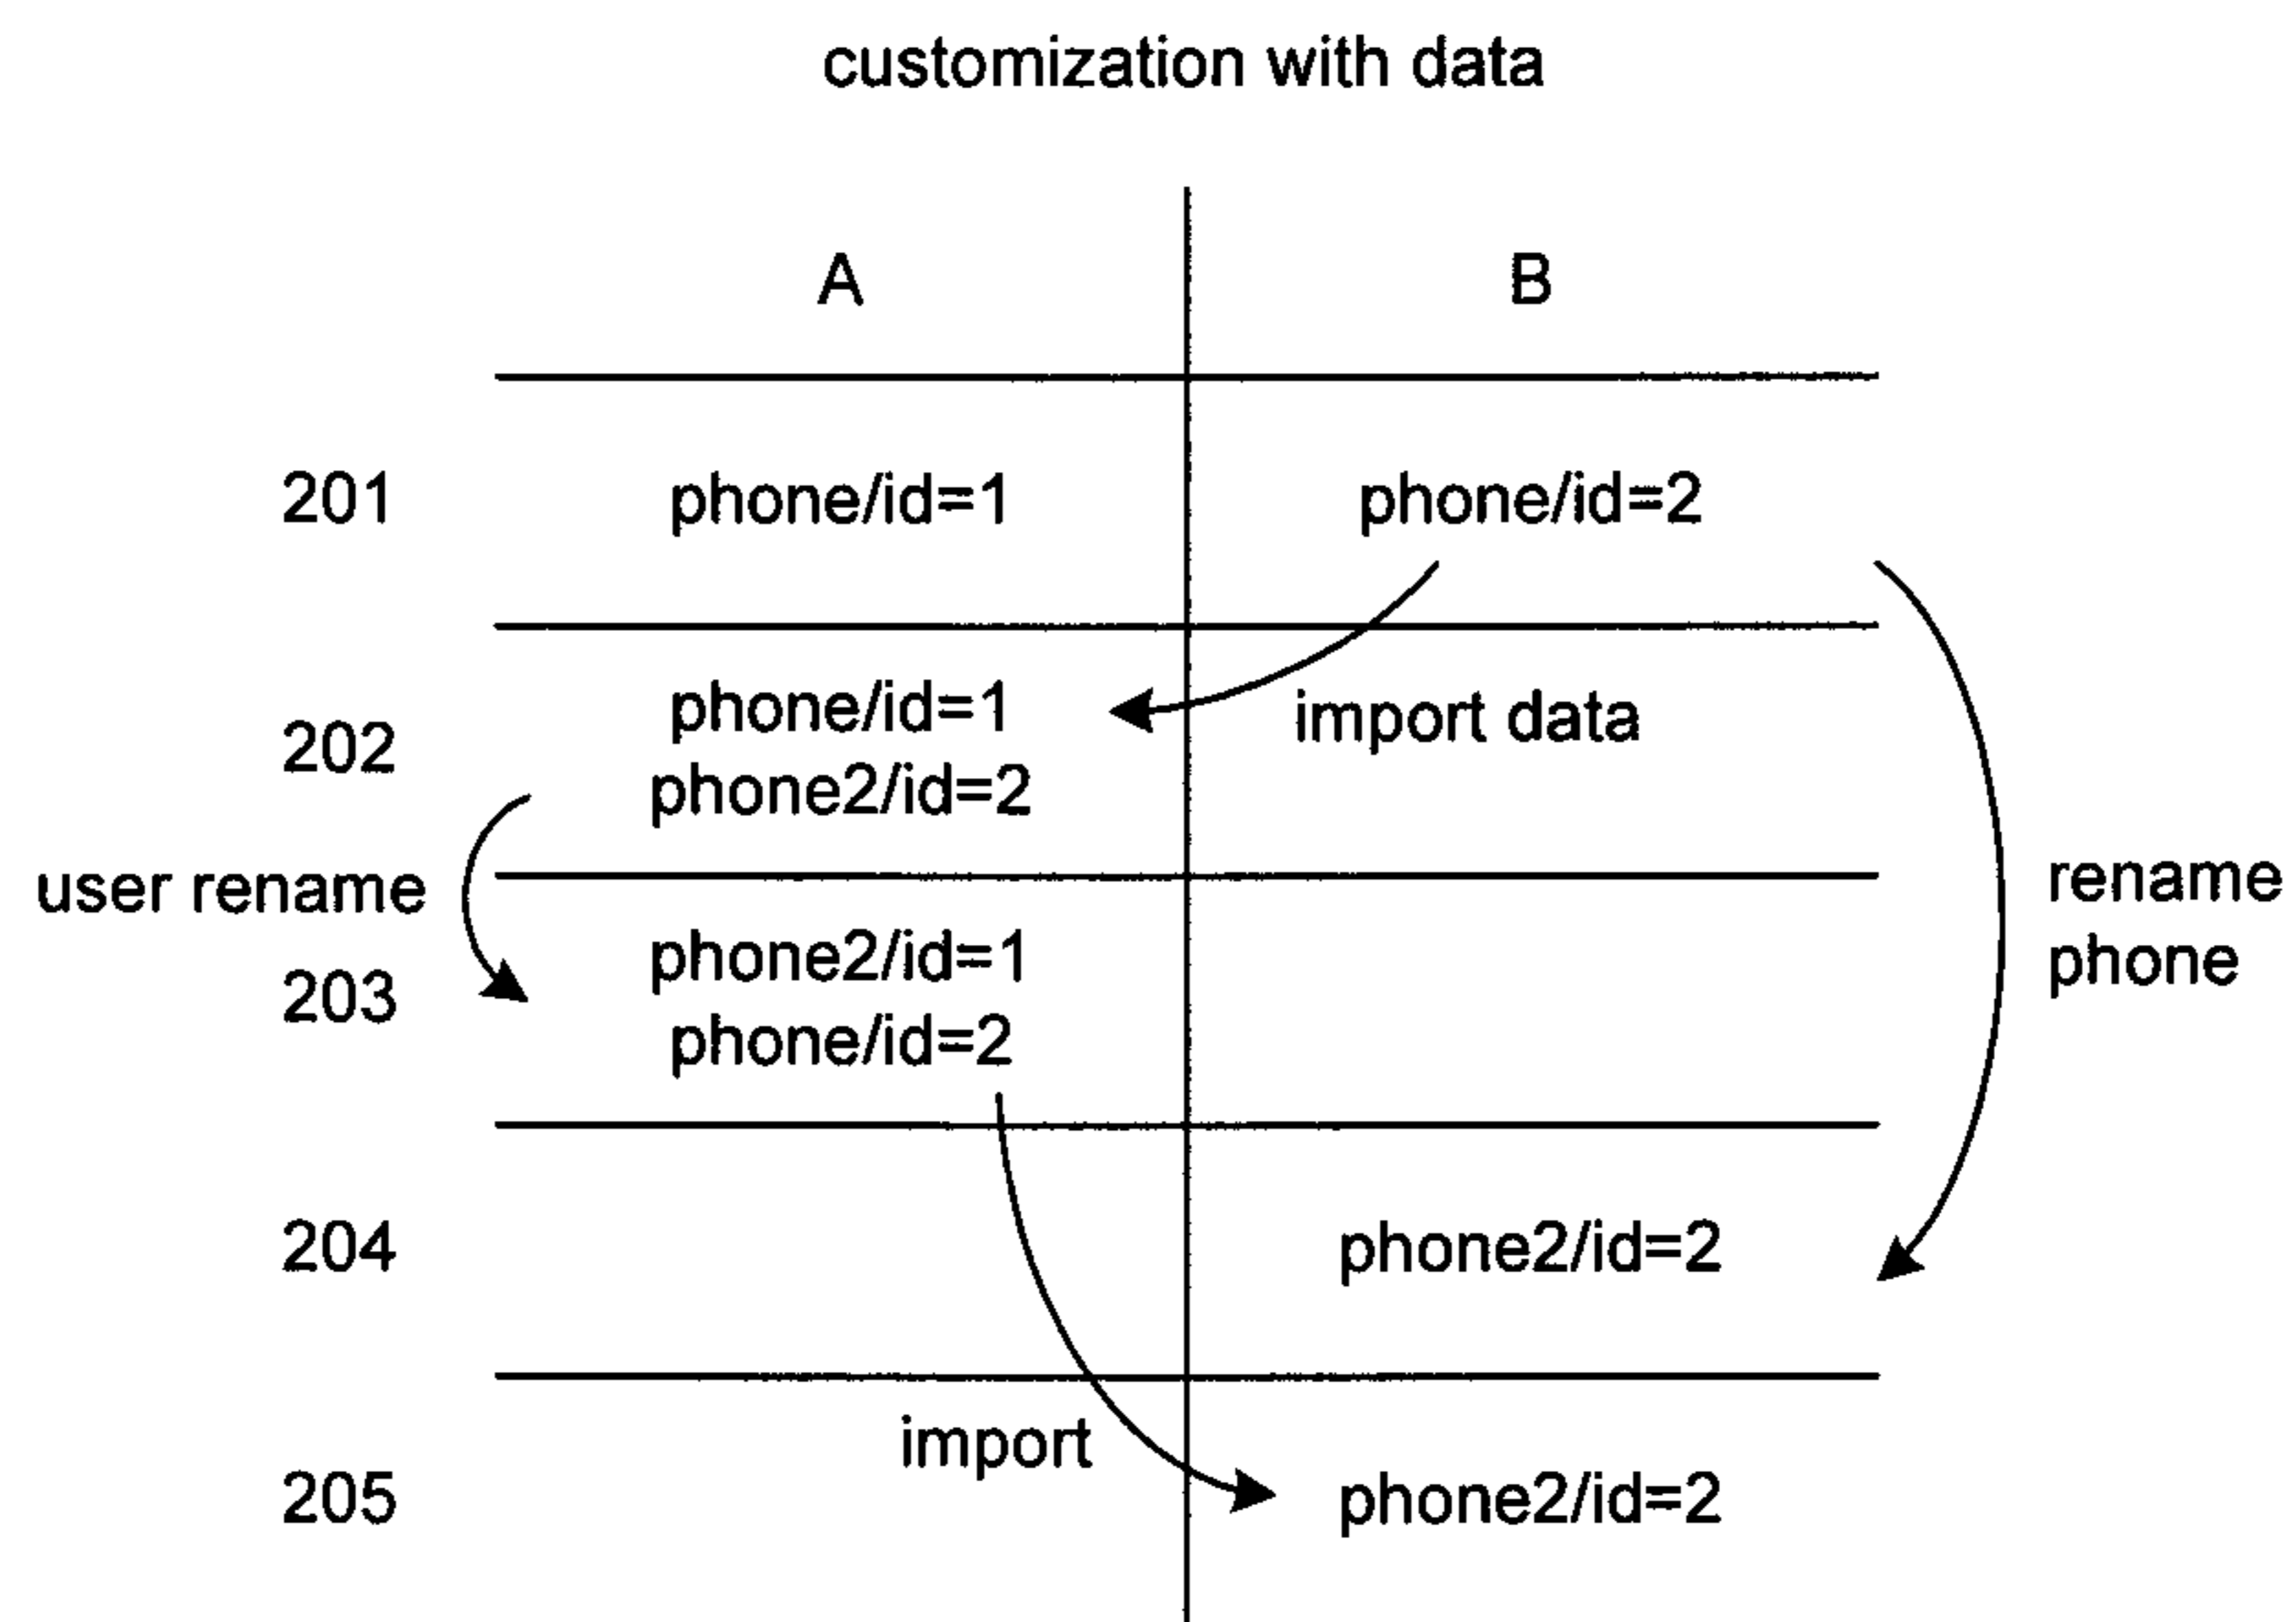 customization with data
A B
201 phone/id=1 phone/id=2
phone/id=1 import data
202
phone2/id=2
user rename rename
phone2/id=1 phone
203
phone/id=2
204 phone2/id=2
import
205 phone2/id=2